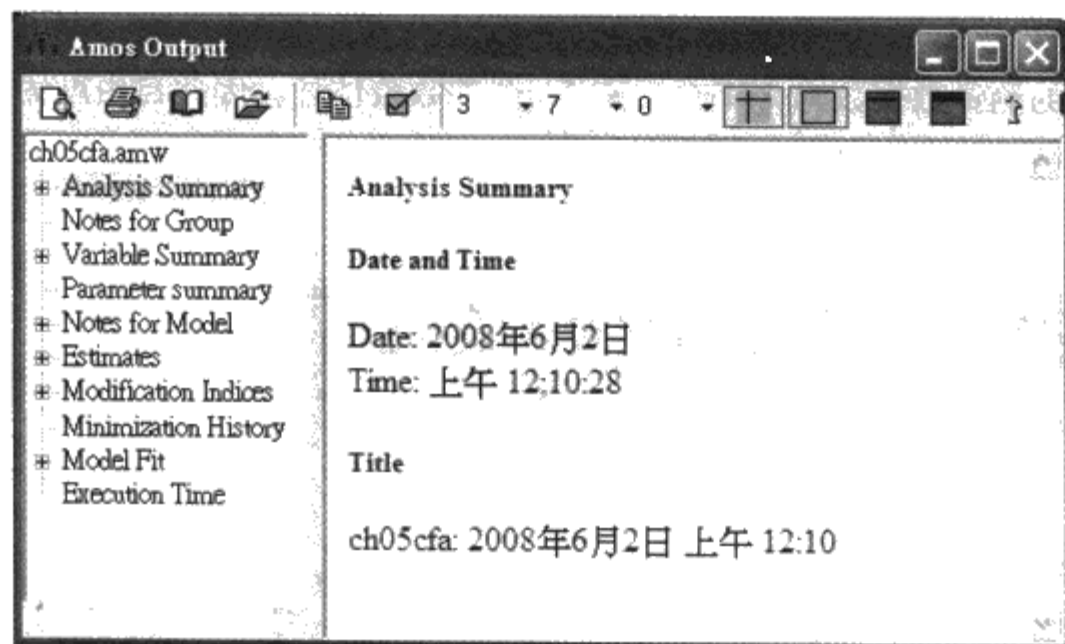 Amos Output
3 7 0
ch05cfa.amw
Analysis Summary
Notes for Group
Variable Summary
Parameter summary
Notes for Model
Estimates
Modification Indices
Minimization History
Model Fit
Execution Time
Analysis Summary
Date and Time
Date: 2008年6月2日
Time: 上午 12:10:28
Title
ch05cfa: 2008年6月2日 上午 12:10